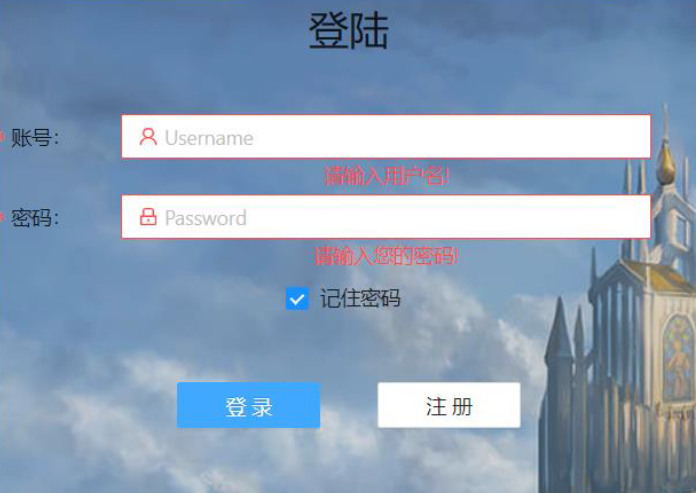 登陆
* 账号:
Username
请输入用户名!
* 密码:
Password
请输入您的密码!
记住密码
登 录
注 册